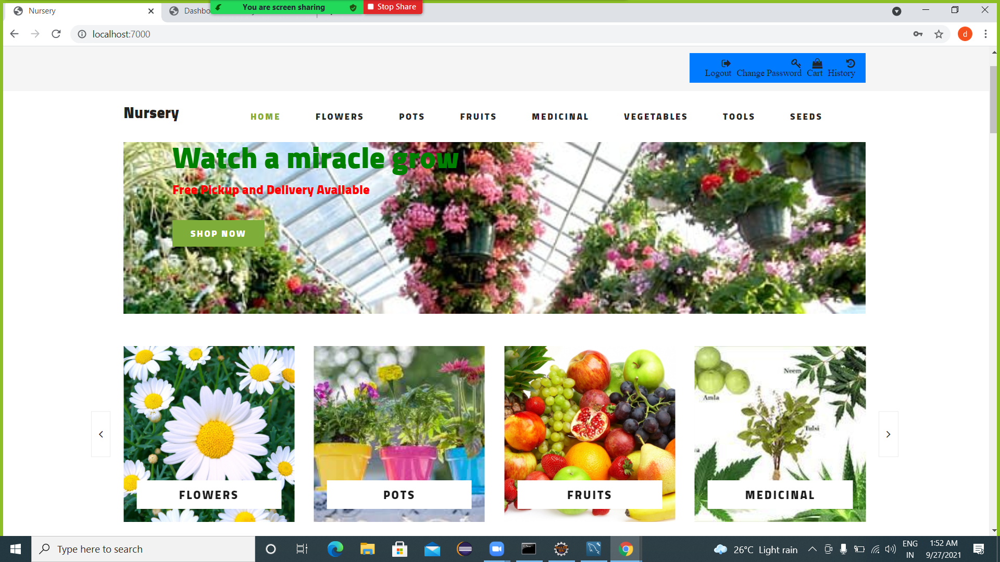 Nursery
Dashbo
You are screen sharing
Stop Share
localhost:7000
d
Logout Change Password Cart History
Nursery
HOME FLOWERS POTS FRUITS MEDICINAL VEGETABLES TOOLS SEEDS
Watch a miracle grow
Free Pickup and Delivery Available
SHOP NOW
Neem
Amla
Tulsi
FLOWERS
POTS
FRUITS
MEDICINAL
Type here to search
26°C Light rain
ENG
IN
1:52 AM
9/27/2021